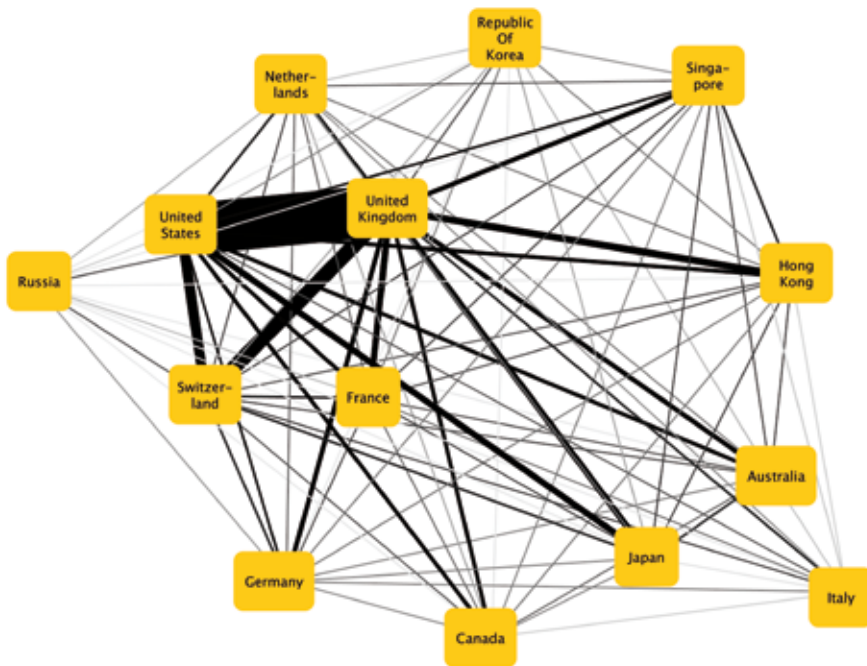 Republic
Of
Korea
Nether-
lands
Singa-
pore
United
States
United
Kingdom
Russia
Hong
Kong
Switzer-
land
France
Australia
Japan
Germany
Italy
Canada